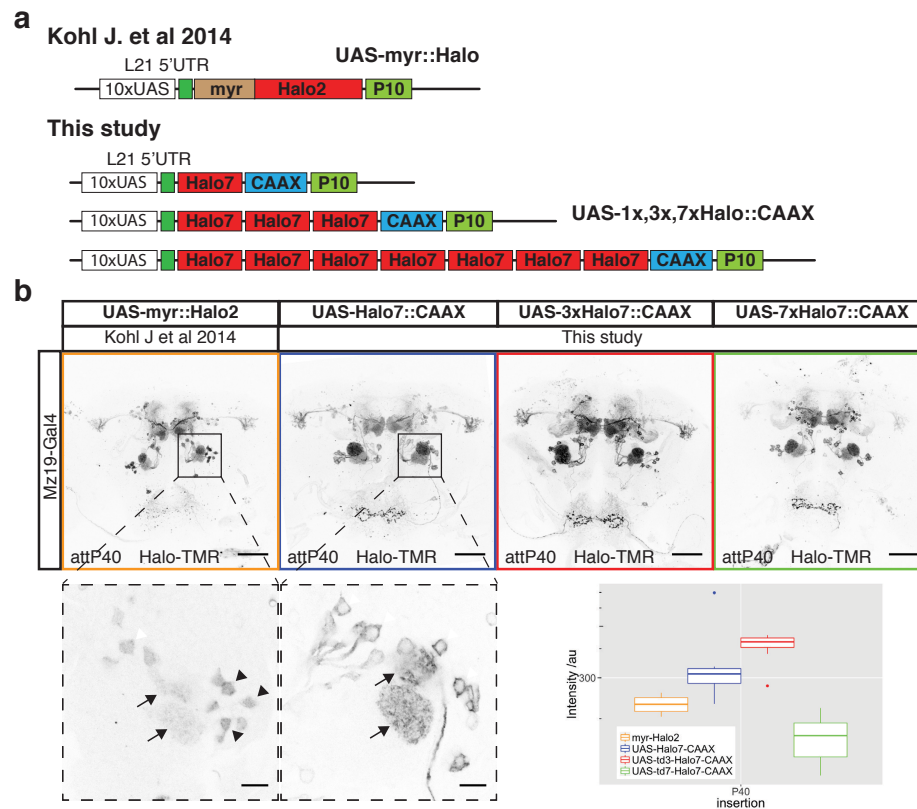 a
Kohl J. et al 2014
UAS-myr::Halo
L21 5'UTR
10xUAS myr Halo2 P10
This study
L21 5'UTR
10xUAS Halo7 CAAX P10
10xUAS Halo7 Halo7 Halo7 CAAX P10
UAS-1x,3x,7xHalo::CAAX
10xUAS Halo7 Halo7 Halo7 Halo7 Halo7 Halo7 Halo7 CAAX P10
b
UAS-myr::Halo2 UAS-Halo7::CAAX UAS-3xHalo7::CAAX UAS-7xHalo7::CAAX
Kohl J et al 2014 This study
Mz19-Gal4
attP40 Halo-TMR attP40 Halo-TMR attP40 Halo-TMR attP40 Halo-TMR
Intensity /au
300
myr-Halo2
UAS-Halo7-CAAX
UAS-td3-Halo7-CAAX
UAS-td7-Halo7-CAAX
P40
insertion